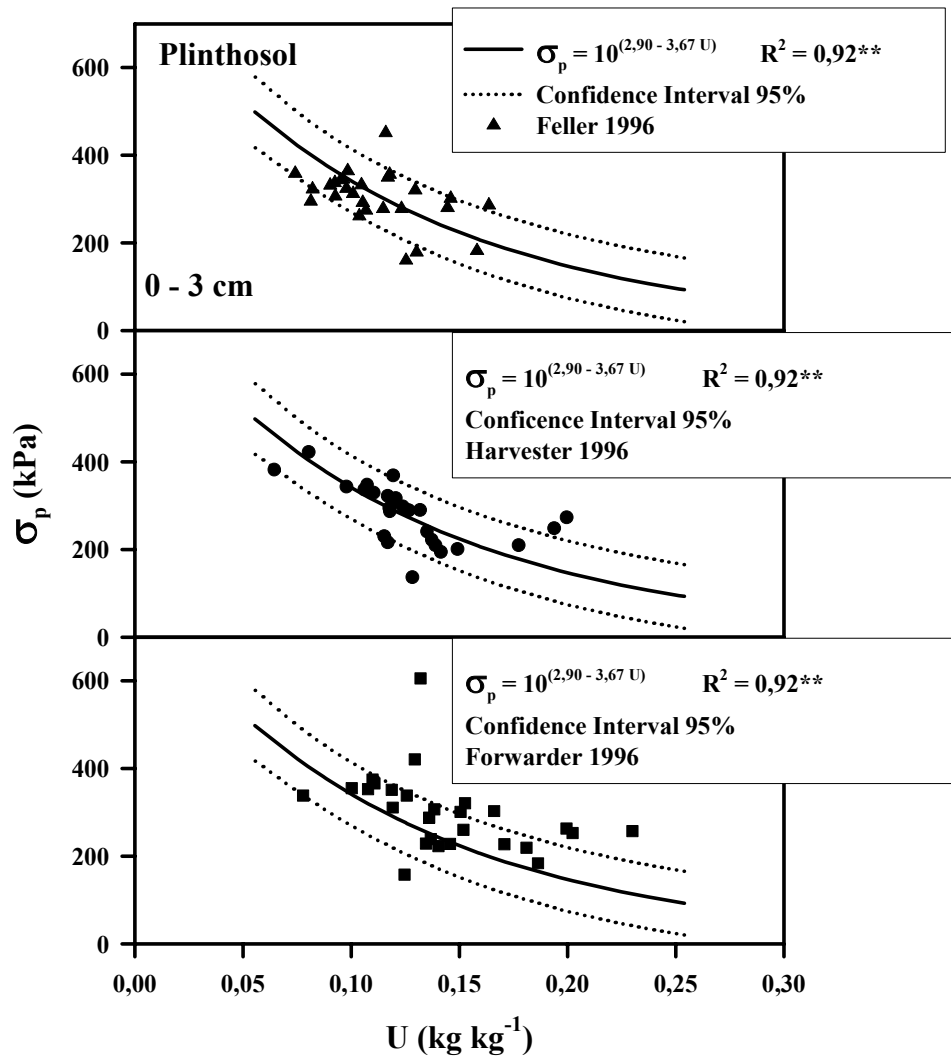 Plinthosol
σp = 10^(2,90 - 3,67 U) R² = 0,92**
Confidence Interval 95%
Feller 1996
600
400
200
0
0 - 3 cm
σp = 10^(2,90 - 3,67 U) R² = 0,92**
Conficence Interval 95%
Harvester 1996
600
400
200
0
σp (kPa)
σp = 10^(2,90 - 3,67 U) R² = 0,92**
Confidence Interval 95%
Forwarder 1996
600
400
200
0
0,00 0,05 0,10 0,15 0,20 0,25 0,30
U (kg kg⁻¹)